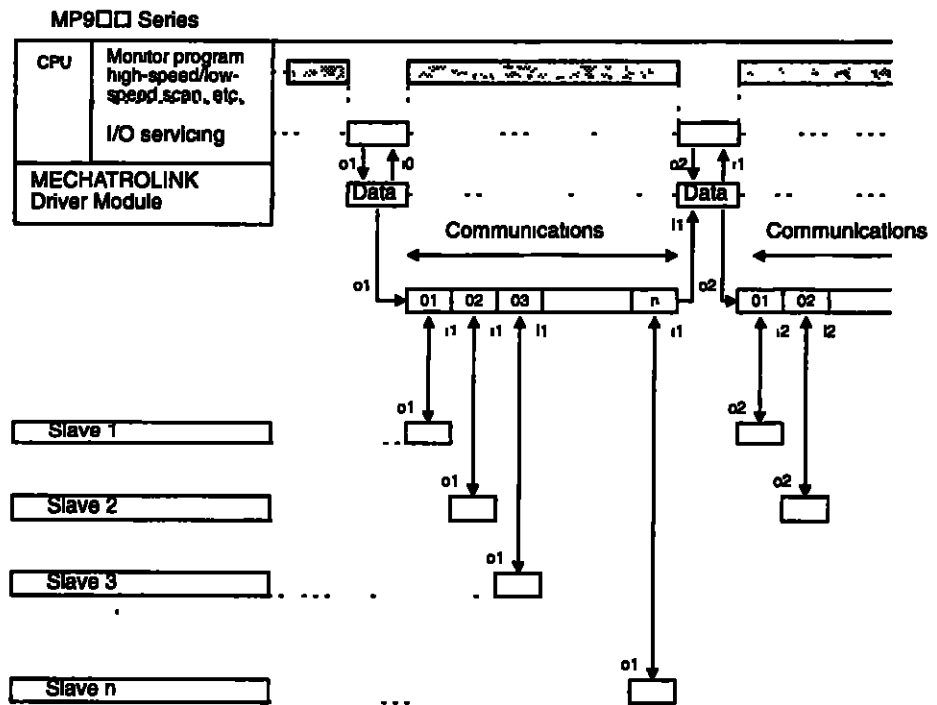 MP9□□ Series
CPU
Monitor program
high-speed/low-
speed scan, etc.
I/O servicing
MECHATROLINK
Driver Module
o1
i0
o2
i1
Data
Data
i1
Communications
Communications
o1
o2
01
02
03
n
01
02
i1
i1
i1
i1
i2
i2
o1
o2
Slave 1
o1
o2
Slave 2
o1
Slave 3
o1
Slave n